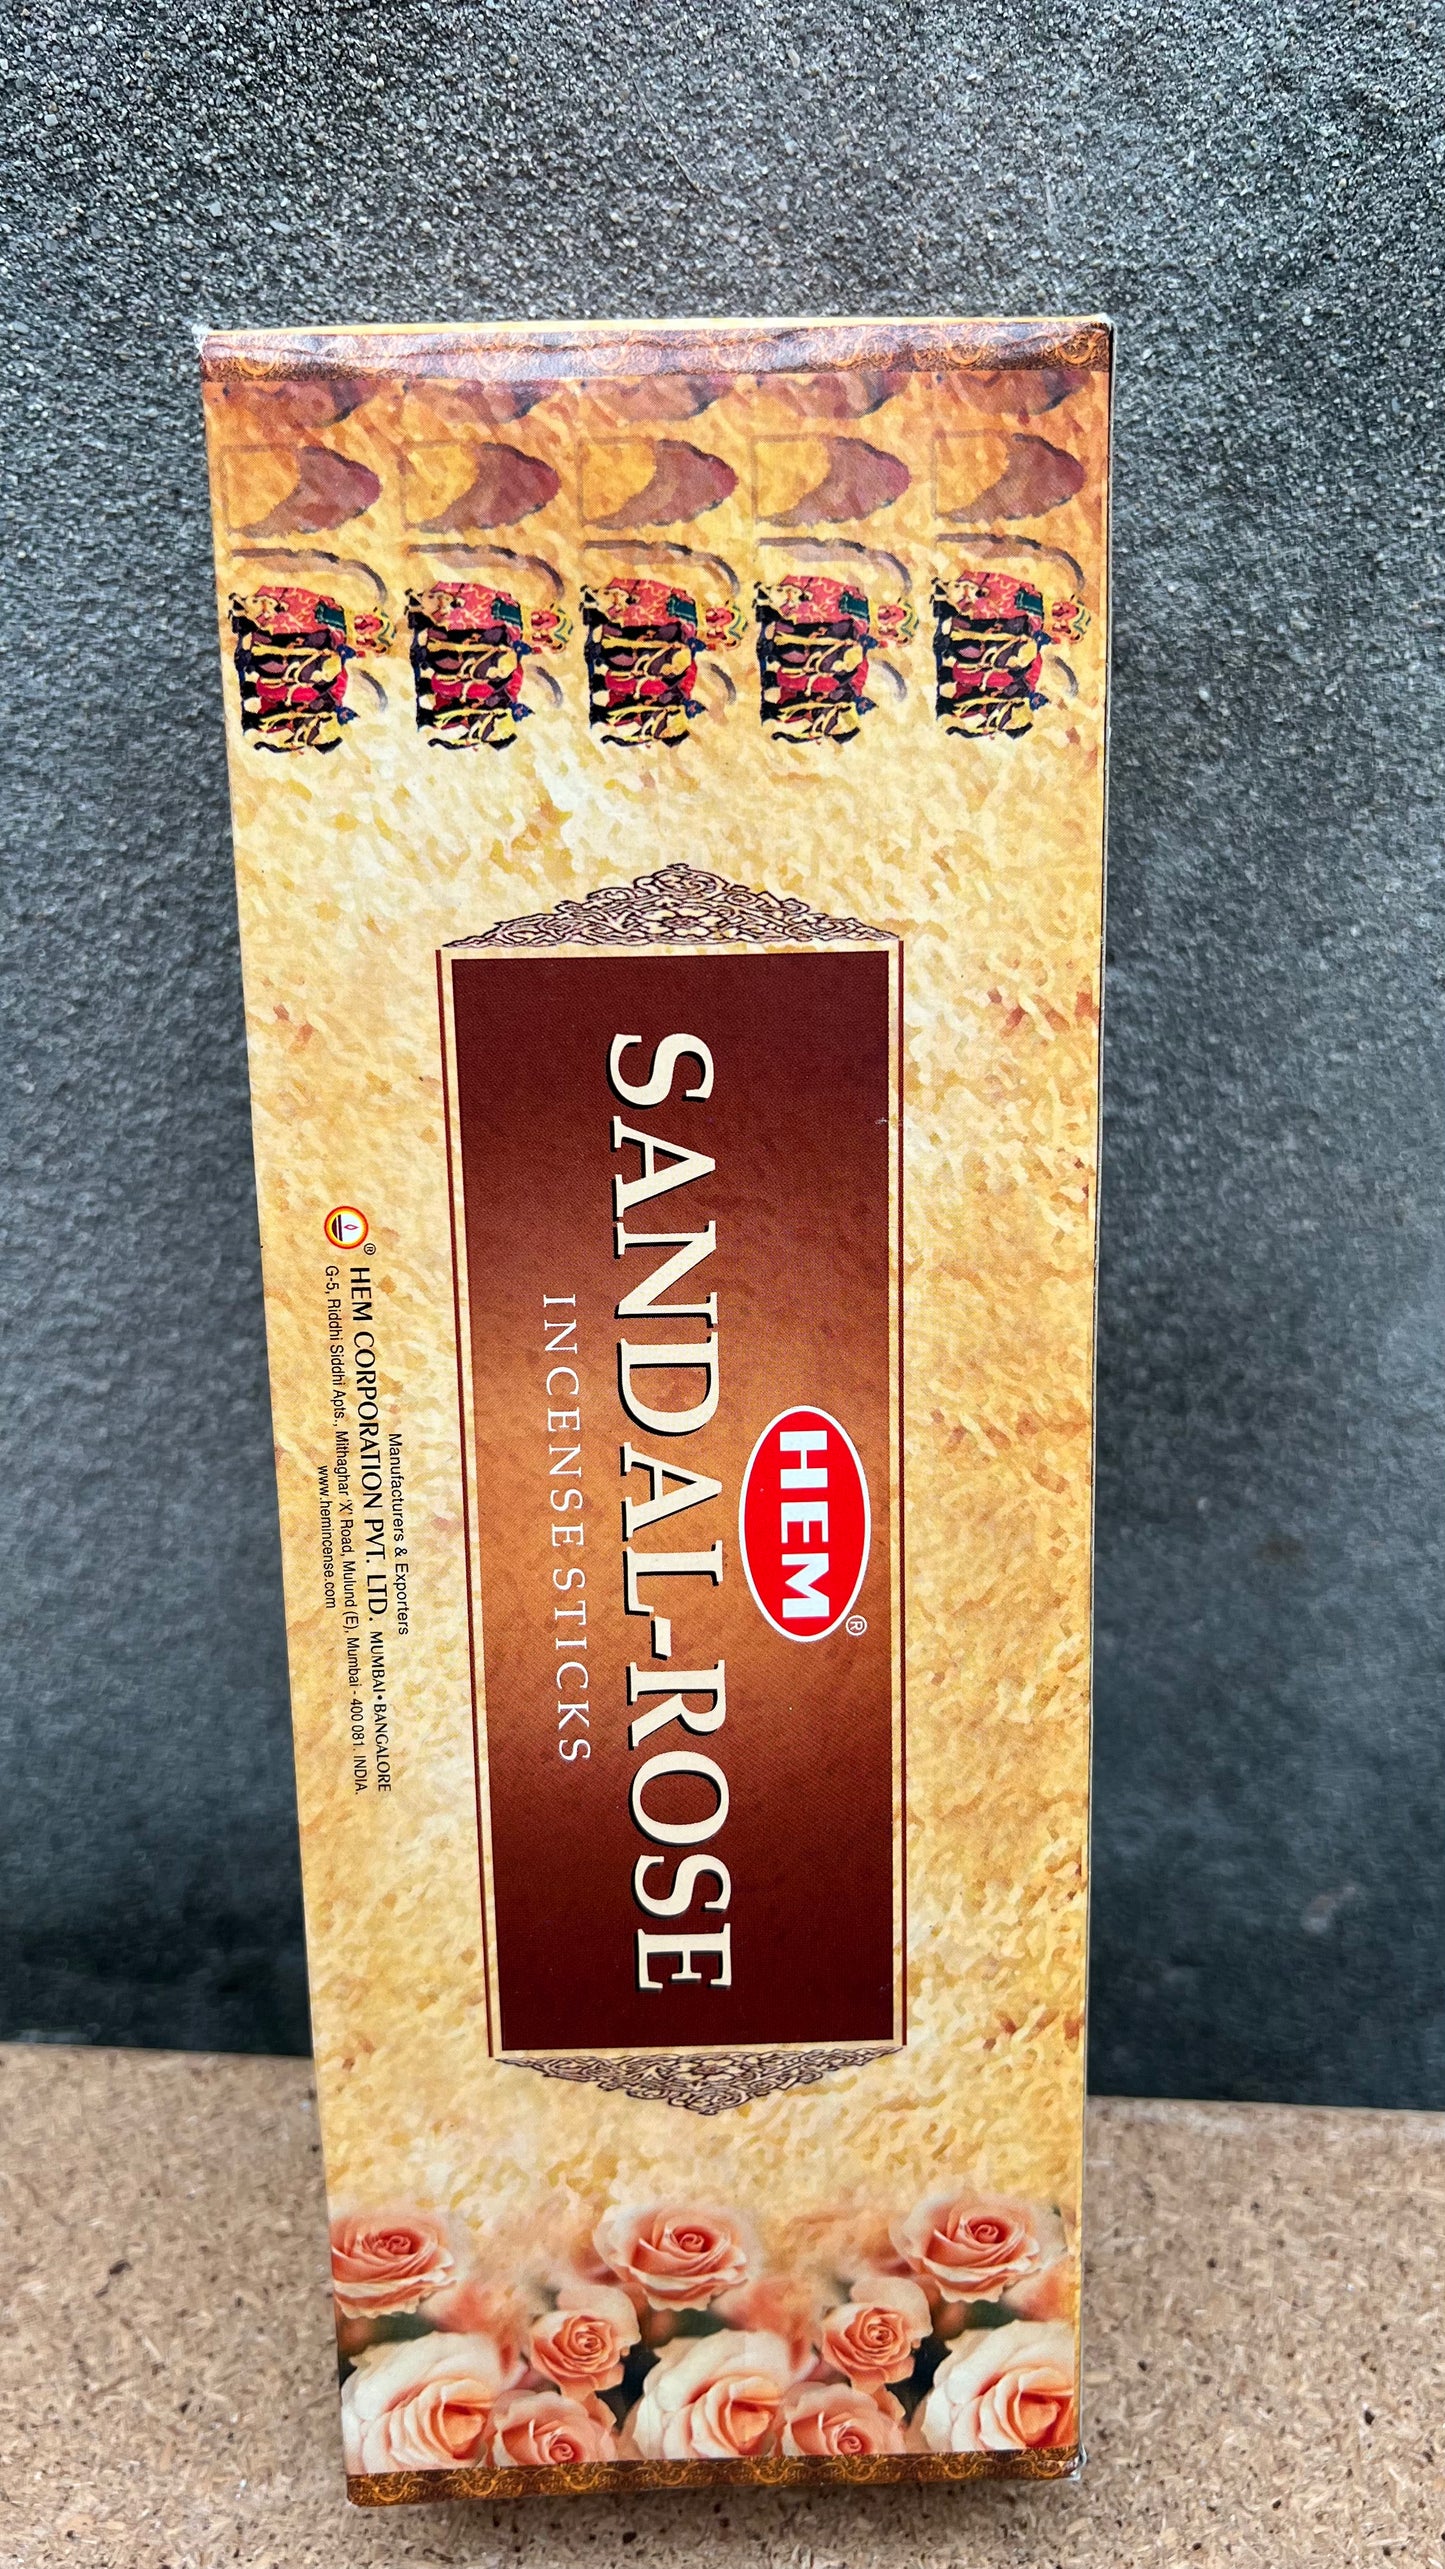 HEM®
SANDAL-ROSE
INCENSE STICKS
Manufacturers & Exporters
® HEM CORPORATION PVT. LTD. MUMBAI • BANGALORE
G-5, Riddhi Siddhi Apts., Mithaghar 'X' Road, Mulund (E), Mumbai - 400 081. INDIA.
www.hemincense.com